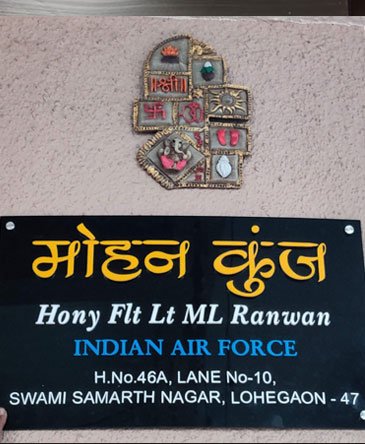 मोहन कुंज
Hony Flt Lt ML Ranwan
INDIAN AIR FORCE
H.No.46A, LANE No-10,
SWAMI SAMARTH NAGAR, LOHEGAON - 47